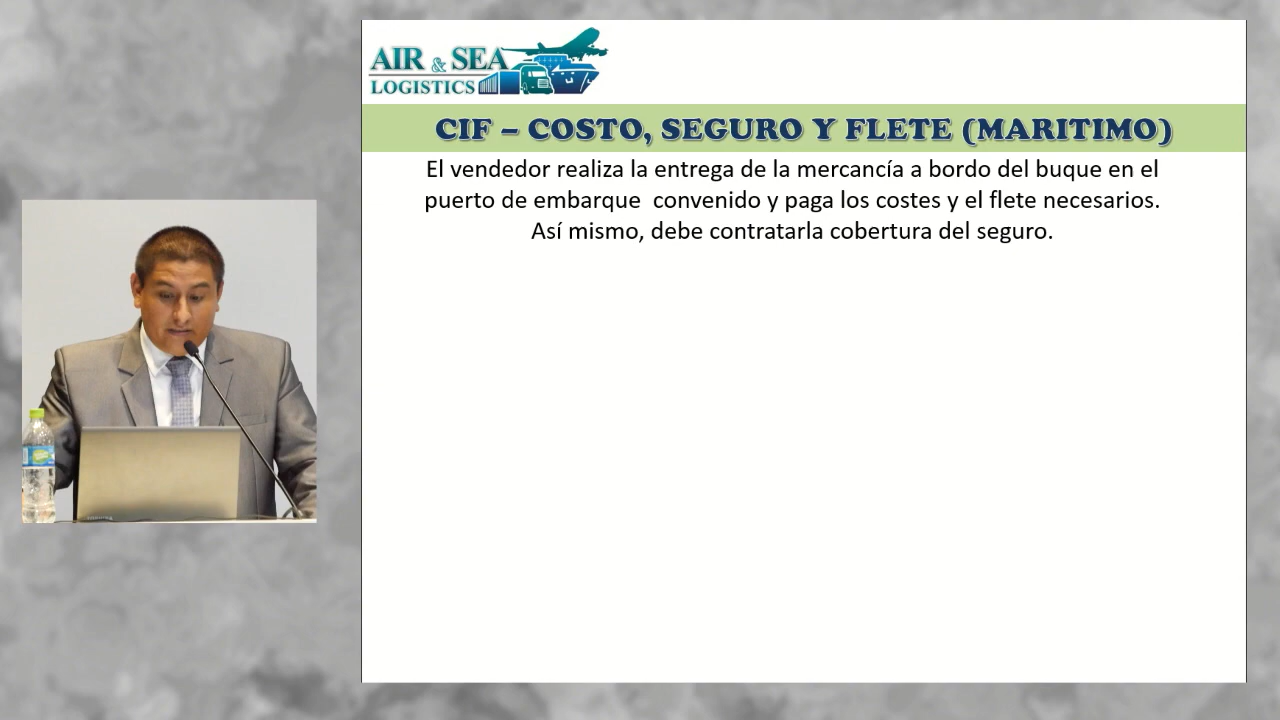 AIR & SEA
LOGISTICS
CIF – COSTO, SEGURO Y FLETE (MARITIMO)
El vendedor realiza la entrega de la mercancía a bordo del buque en el
puerto de embarque convenido y paga los costes y el flete necesarios.
Así mismo, debe contratarla cobertura del seguro.